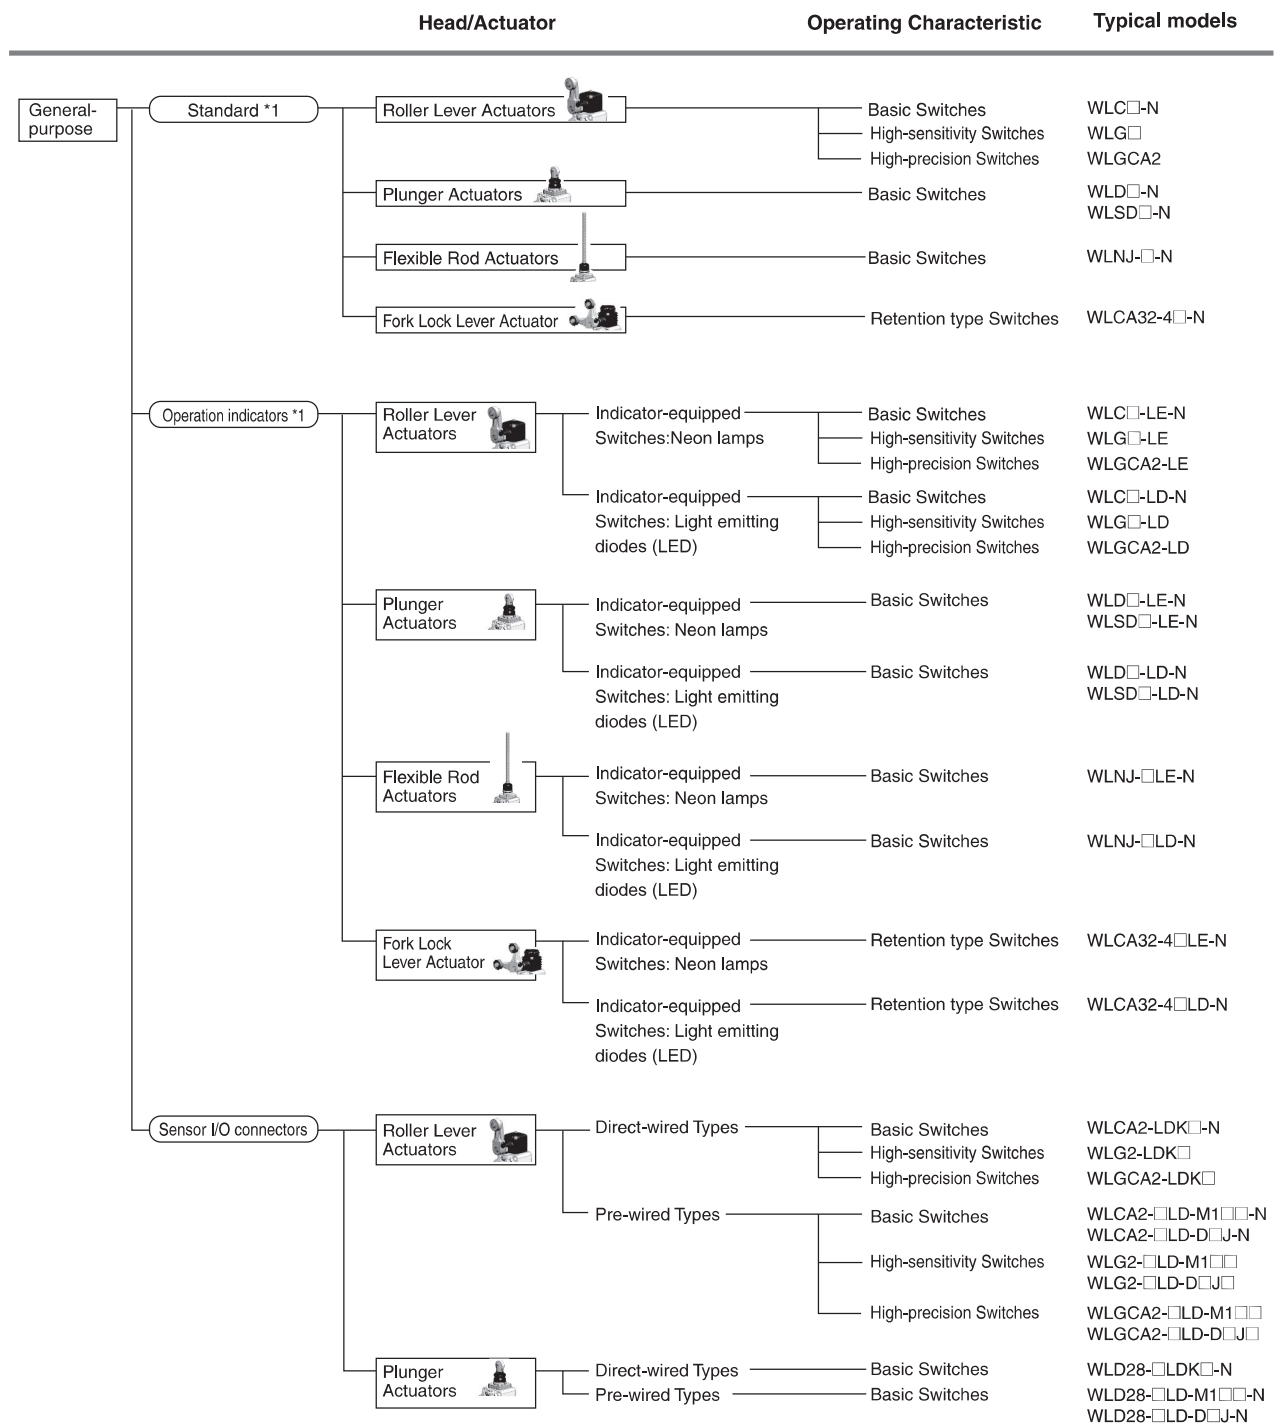 Head/Actuator Operating Characteristic Typical models
General-purpose
Standard *1
Roller Lever Actuators
Basic Switches WLC□-N
High-sensitivity Switches WLG□
High-precision Switches WLGCA2
Plunger Actuators
Basic Switches WLD□-N
WLSD□-N
Flexible Rod Actuators
Basic Switches WLNJ-□-N
Fork Lock Lever Actuator
Retention type Switches WLCA32-4□-N
Operation indicators *1
Roller Lever
Actuators
Indicator-equipped
Switches:Neon lamps
Basic Switches WLC□-LE-N
High-sensitivity Switches WLG□-LE
High-precision Switches WLGCA2-LE
Indicator-equipped
Switches: Light emitting
diodes (LED)
Basic Switches WLC□-LD-N
High-sensitivity Switches WLG□-LD
High-precision Switches WLGCA2-LD
Plunger
Actuators
Indicator-equipped
Switches: Neon lamps
Basic Switches WLD□-LE-N
WLSD□-LE-N
Indicator-equipped
Switches: Light emitting
diodes (LED)
Basic Switches WLD□-LD-N
WLSD□-LD-N
Flexible Rod
Actuators
Indicator-equipped
Switches: Neon lamps
Basic Switches WLNJ-□LE-N
Indicator-equipped
Switches: Light emitting
diodes (LED)
Basic Switches WLNJ-□LD-N
Fork Lock
Lever Actuator
Indicator-equipped
Switches: Neon lamps
Retention type Switches WLCA32-4□LE-N
Indicator-equipped
Switches: Light emitting
diodes (LED)
Retention type Switches WLCA32-4□LD-N
Sensor I/O connectors
Roller Lever
Actuators
Direct-wired Types
Basic Switches WLCA2-LDK□-N
High-sensitivity Switches WLG2-LDK□
High-precision Switches WLGCA2-LDK□
Pre-wired Types
Basic Switches WLCA2-□LD-M1□□-N
WLCA2-□LD-D□J-N
High-sensitivity Switches WLG2-□LD-M1□□
WLG2-□LD-D□J□
High-precision Switches WLGCA2-□LD-M1□□
WLGCA2-□LD-D□J□
Plunger
Actuators
Direct-wired Types Basic Switches WLD28-□LDK□-N
Pre-wired Types Basic Switches WLD28-□LD-M1□□-N
WLD28-□LD-D□J-N